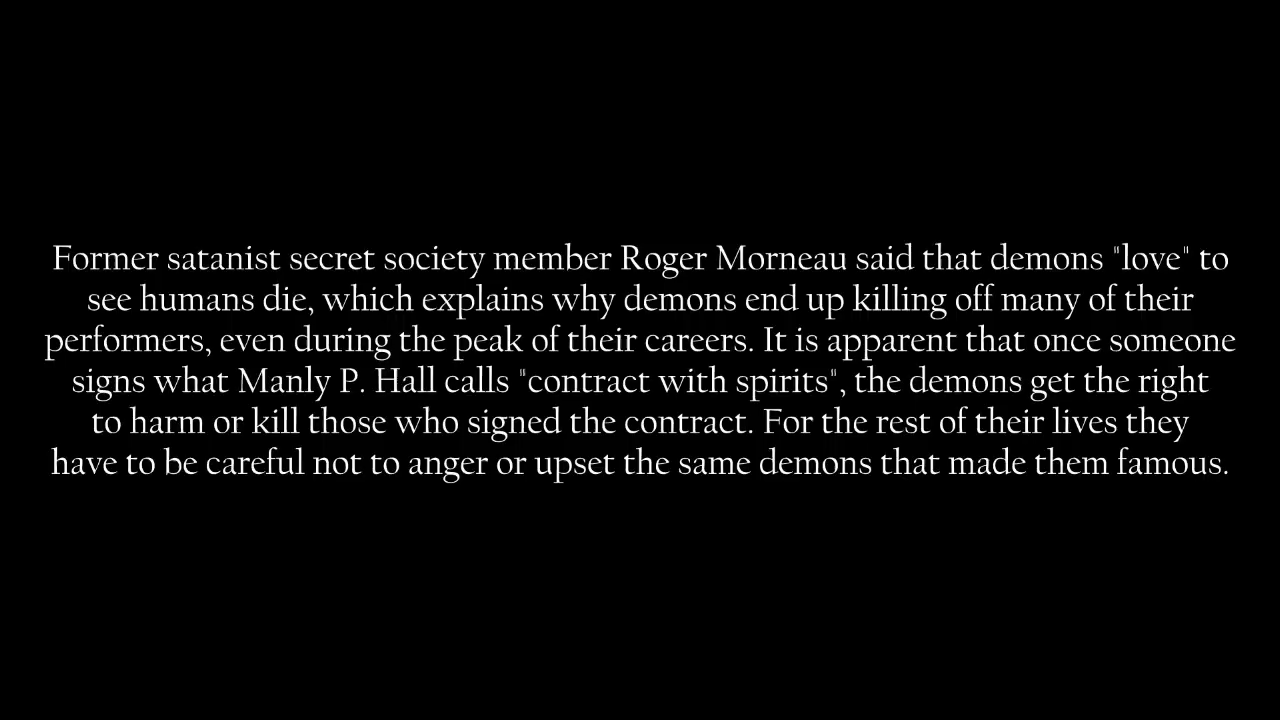 Former satanist secret society member Roger Morneau said that demons "love" to
see humans die, which explains why demons end up killing off many of their
performers, even during the peak of their careers. It is apparent that once someone
signs what Manly P. Hall calls "contract with spirits", the demons get the right
to harm or kill those who signed the contract. For the rest of their lives they
have to be careful not to anger or upset the same demons that made them famous.